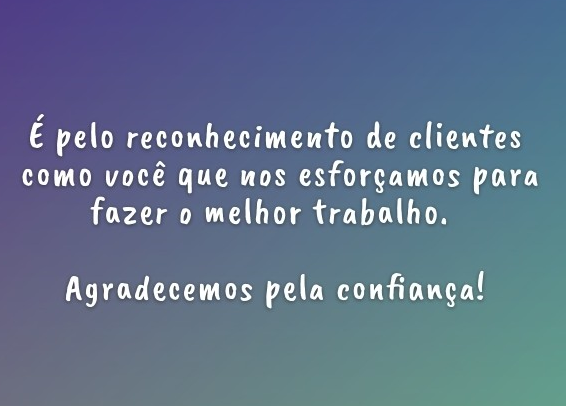 É pelo reconhecimento de clientes
como você que nos esforçamos para
fazer o melhor trabalho.
Agradecemos pela confiança!